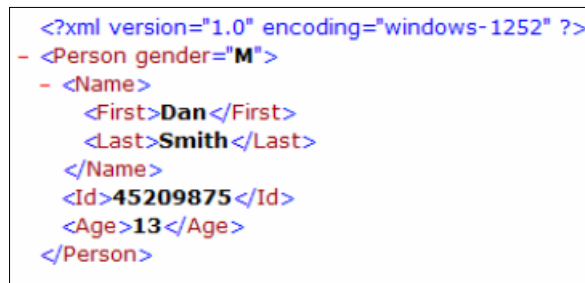 <?xml version="1.0" encoding="windows-1252" ?>
- <Person gender="M">
- <Name>
<First>Dan</First>
<Last>Smith</Last>
</Name>
<Id>45209875</Id>
<Age>13</Age>
</Person>